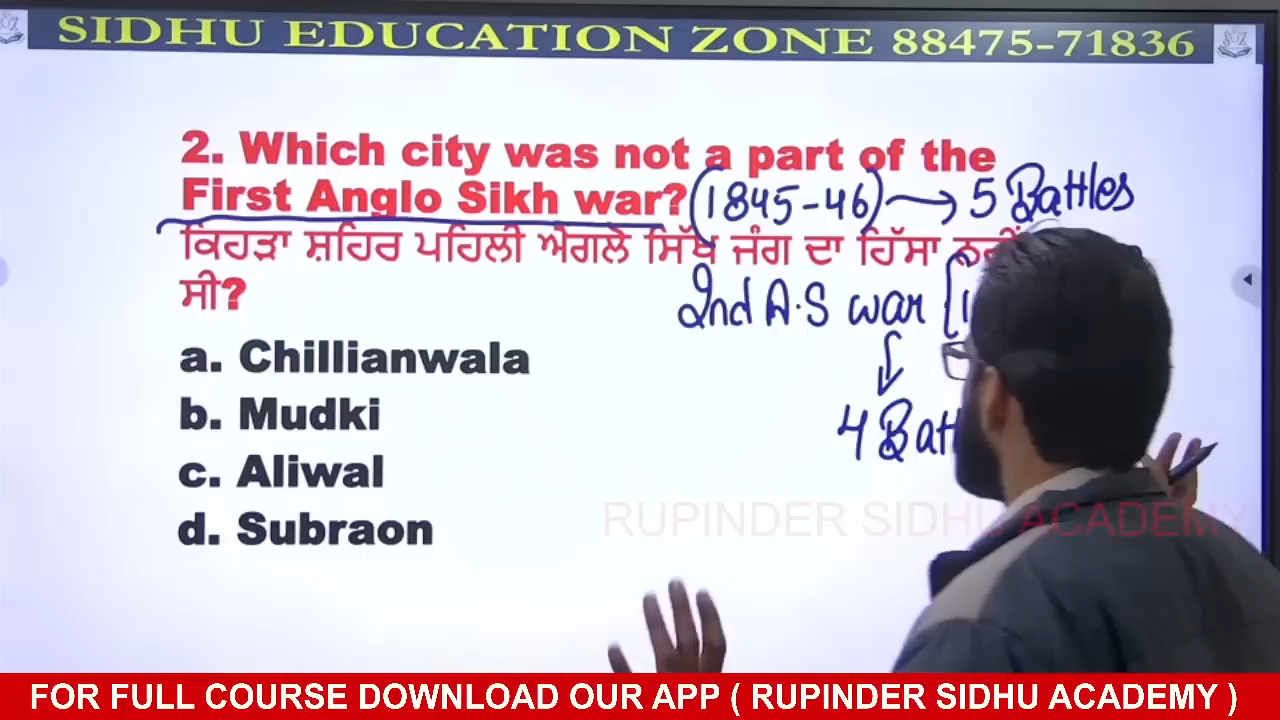 SIDHU EDUCATION ZONE 88475-71836
2. Which city was not a part of the
First Anglo Sikh war? (1845-46) → 5 Battles
ਕਿਹੜਾ ਸ਼ਹਿਰ ਪਹਿਲੀ ਐਂਗਲੋ ਸਿੱਖ ਜੰਗ ਦਾ ਹਿੱਸਾ
ਸੀ?
2nd A.S war [1
a. Chillianwala
b. Mudki
4
c. Aliwal
d. Subraon
RUPINDER SIDHU ACADEMY
FOR FULL COURSE DOWNLOAD OUR APP ( RUPINDER SIDHU ACADEMY )